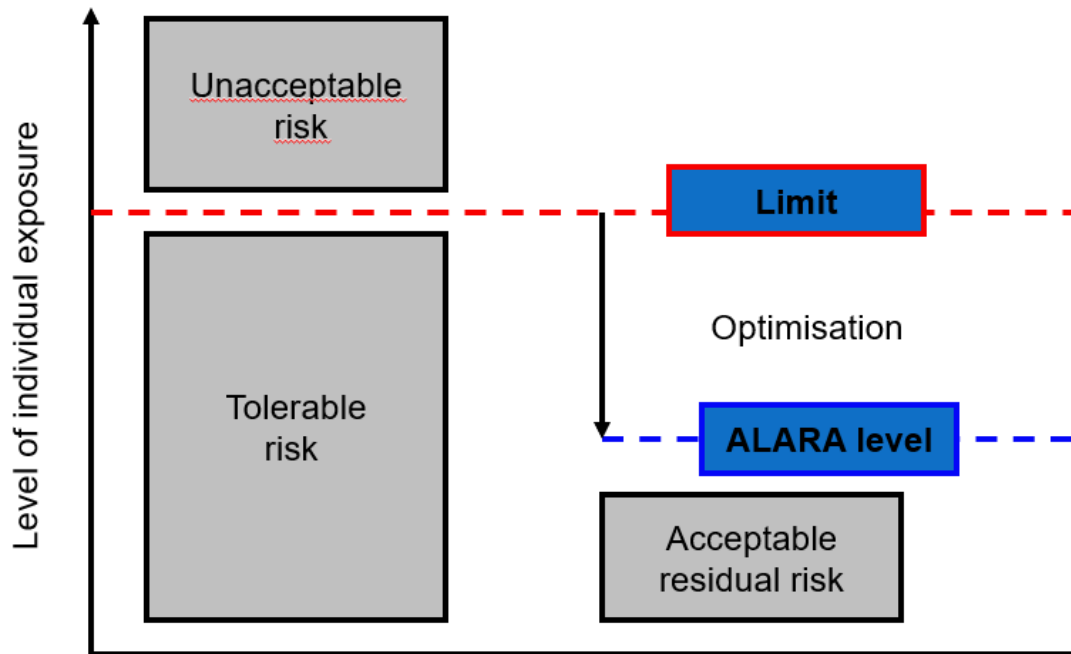 Level of individual exposure
Unacceptable
risk
Limit
Optimisation
Tolerable
risk
ALARA level
Acceptable
residual risk